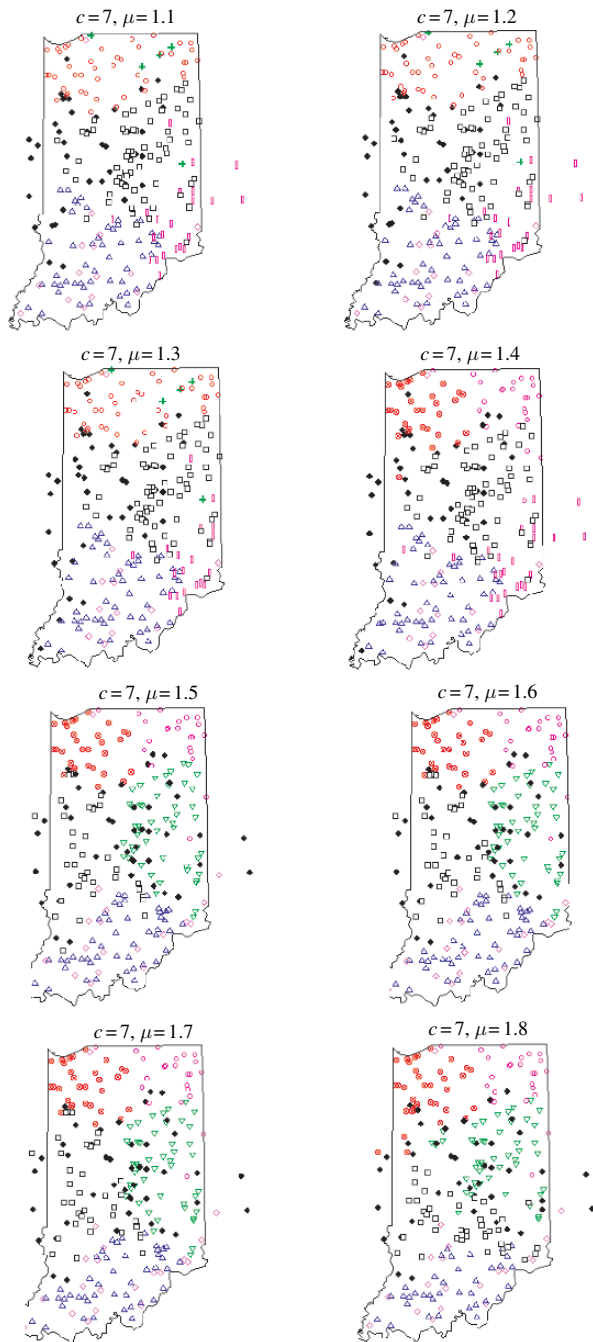 c = 7, μ = 1.1
c = 7, μ = 1.2
c = 7, μ = 1.3
c = 7, μ = 1.4
c = 7, μ = 1.5
c = 7, μ = 1.6
c = 7, μ = 1.7
c = 7, μ = 1.8